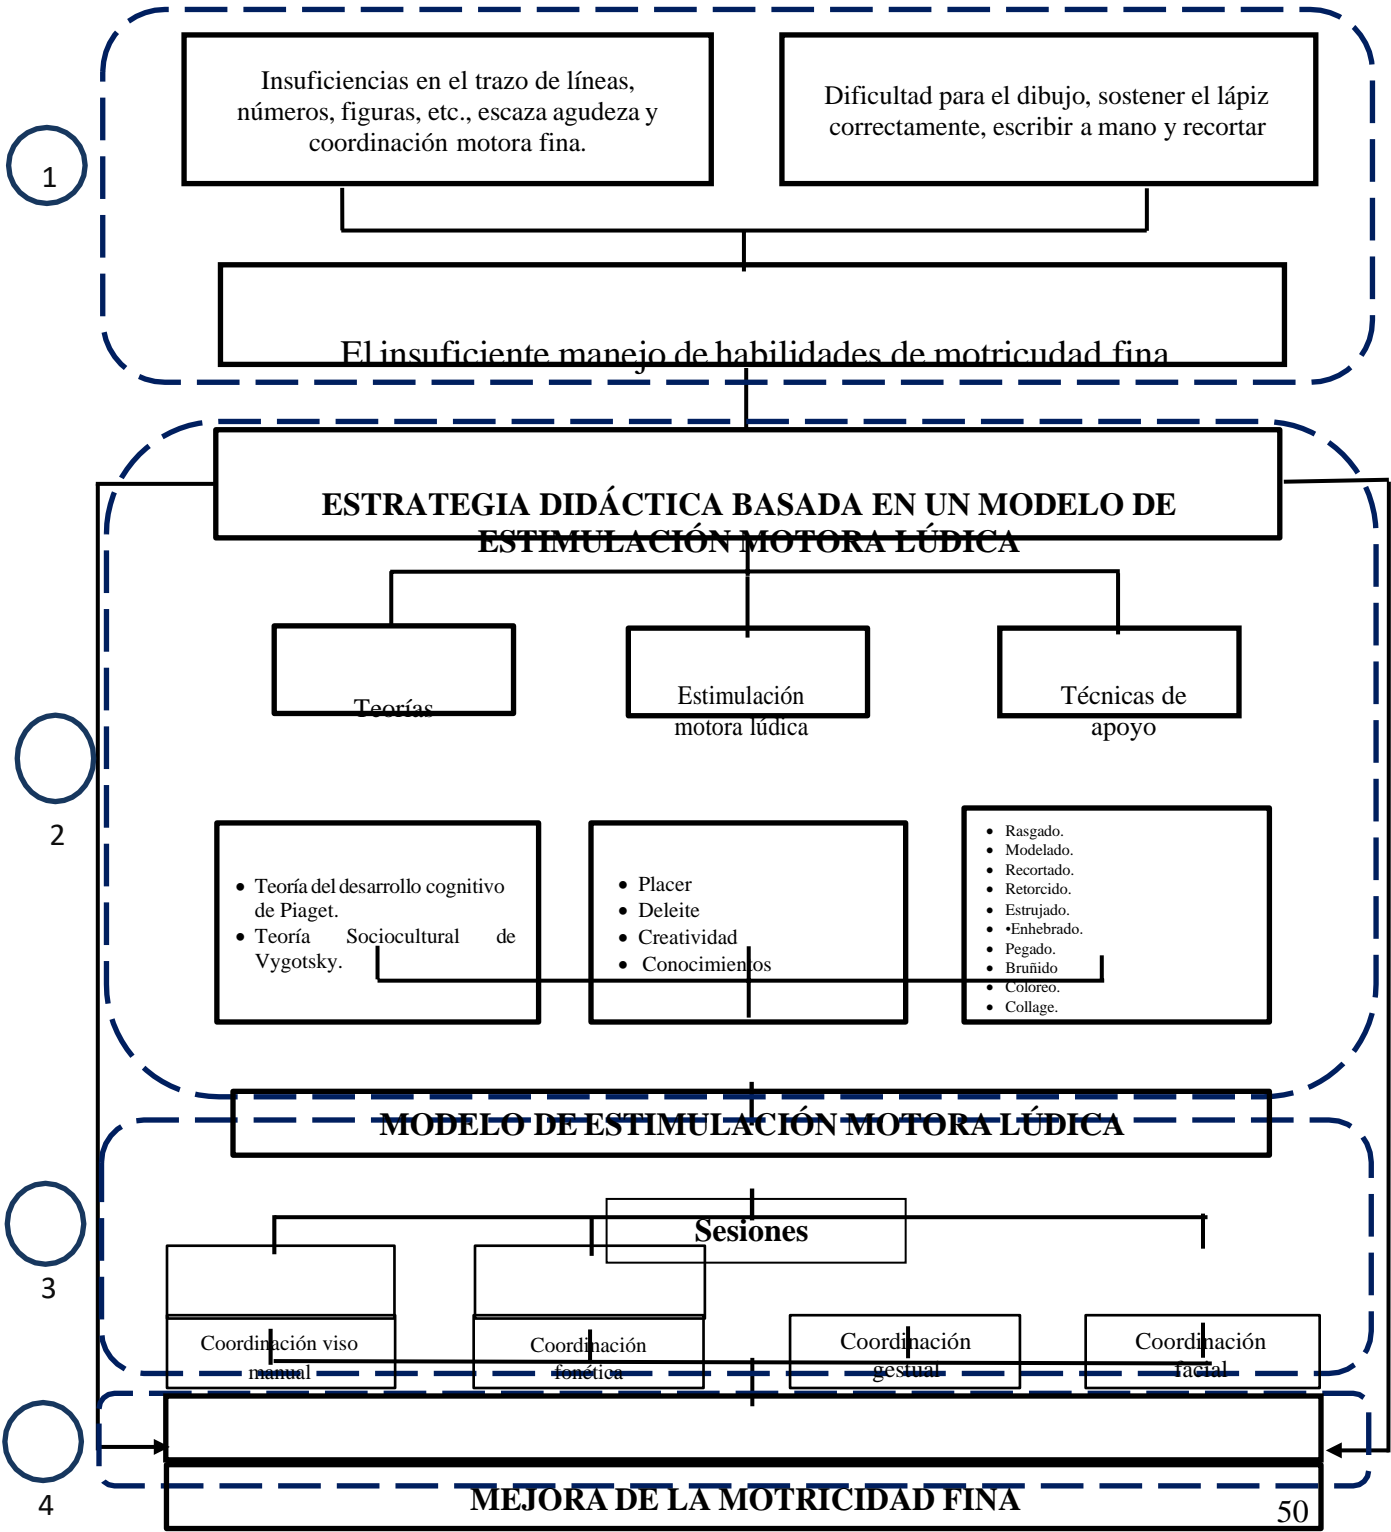 Insuficiencias en el trazo de líneas,
números, figuras, etc., escaza agudeza y
coordinación motora fina.
Dificultad para el dibujo, sostener el lápiz
correctamente, escribir a mano y recortar
1
El insuficiente manejo de habilidades de motricudad fina
ESTRATEGIA DIDÁCTICA BASADA EN UN MODELO DE
ESTIMULACIÓN MOTORA LÚDICA
Teorías
Estimulación
motora lúdica
Técnicas de
apoyo
2
• Teoría del desarrollo cognitivo
de Piaget.
• Teoría Sociocultural de
Vygotsky.
• Placer
• Deleite
• Creatividad
• Conocimientos
• Rasgado.
• Modelado.
• Recortado.
• Retorcido.
• Estrujado.
• •Enhebrado.
• Pegado.
• Bruñido
• Coloreo.
• Collage.
MODELO DE ESTIMULACIÓN MOTORA LÚDICA
Sesiones
3
Coordinación viso
manual
Coordinación
fonética
Coordinación
gestual
Coordinación
facial
4
MEJORA DE LA MOTRICIDAD FINA
50